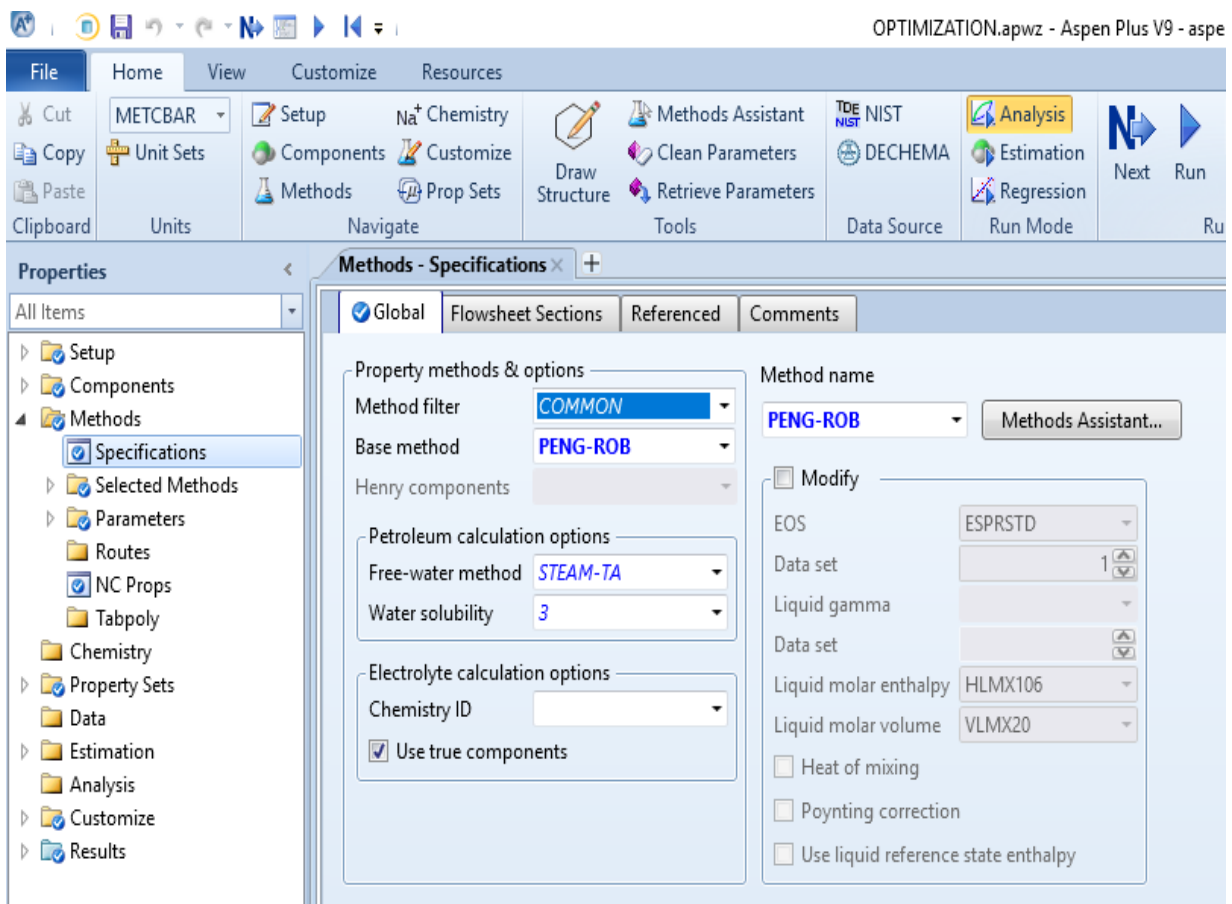 OPTIMIZATION.apwz - Aspen Plus V9 - aspe
File Home View Customize Resources
Cut METCBAR Setup Na+ Chemistry Methods Assistant TDE NIST NIST Analysis
Copy Unit Sets Components Customize Draw Structure Clean Parameters DECHEMA Estimation Next Run
Paste Methods Prop Sets Retrieve Parameters Regression
Clipboard Units Navigate Tools Data Source Run Mode Ru
Properties
Methods - Specifications
All Items
Global Flowsheet Sections Referenced Comments
Setup
Components
Methods
Specifications
Selected Methods
Parameters
Routes
NC Props
Tabpoly
Chemistry
Property Sets
Data
Estimation
Analysis
Customize
Results
Property methods & options
Method filter COMMON
Base method PENG-ROB
Henry components
Petroleum calculation options
Free-water method STEAM-TA
Water solubility 3
Electrolyte calculation options
Chemistry ID
Use true components
Method name
PENG-ROB Methods Assistant...
Modify
EOS ESPRSTD
Data set 1
Liquid gamma
Data set
Liquid molar enthalpy HLMX106
Liquid molar volume VLMX20
Heat of mixing
Poynting correction
Use liquid reference state enthalpy